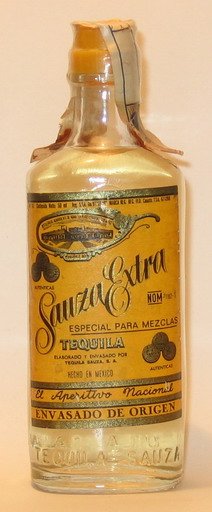 Sauza Extra
AUTENTICAS
NOM
ESPECIAL PARA MEZCLAS
TEQUILA
ELABORADO Y ENVASADO POR
TEQUILA SAUZA, S. A.
HECHO EN MEXICO
AUTENTICAS
El Aperitivo Nacional
ENVASADO DE ORIGEN
TEQUILA SAUZA